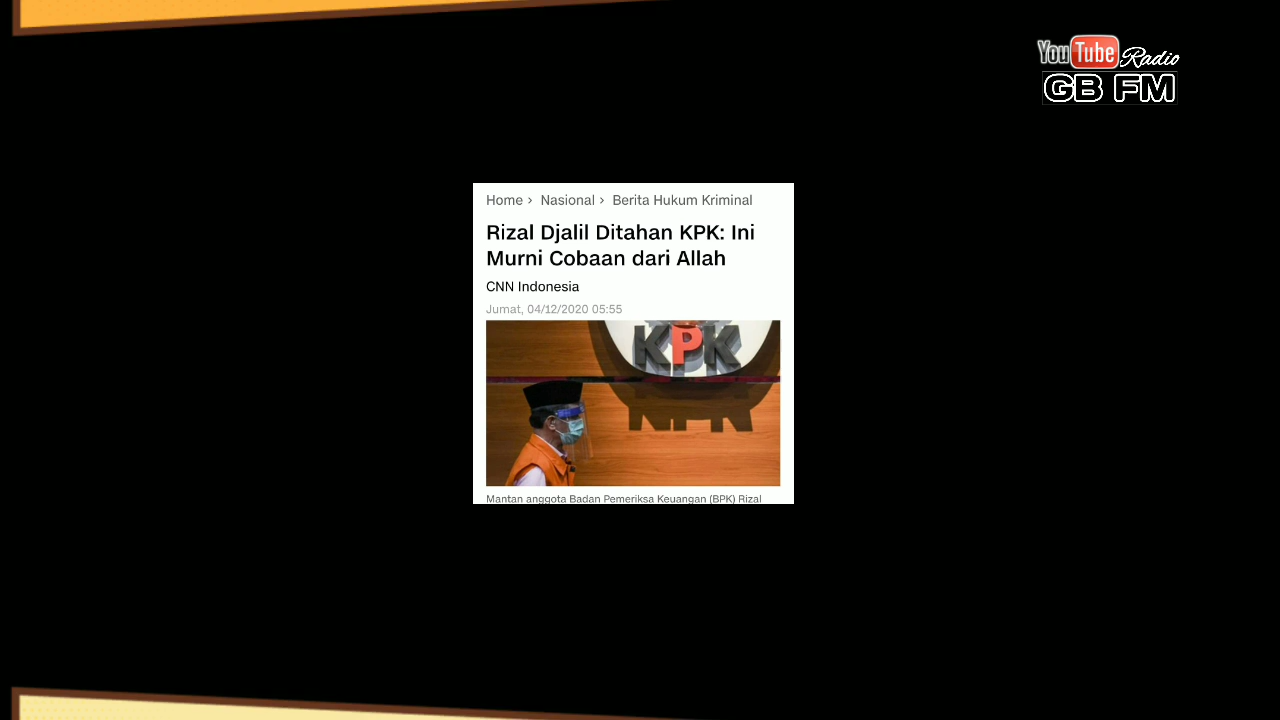 YouTube Radio
GB FM
Home › Nasional › Berita Hukum Kriminal
Rizal Djalil Ditahan KPK: Ini
Murni Cobaan dari Allah
CNN Indonesia
Jumat, 04/12/2020 05:55
KPK
Mantan anggota Badan Pemeriksa Keuangan (BPK) Rizal